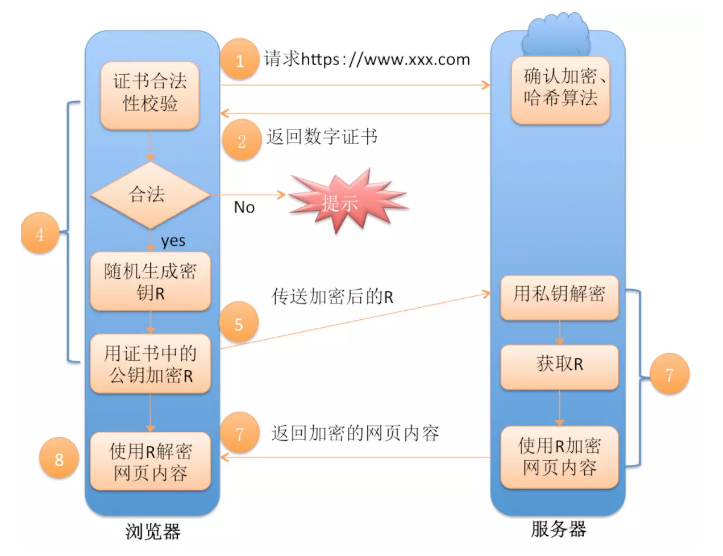 1
请求https://www.xxx.com
证书合法
性校验
确认加密、
哈希算法
2
返回数字证书
合法
No
提示
4
yes
随机生成密
钥R
传送加密后的R
用私钥解密
5
用证书中的
公钥加密R
获取R
7
7
返回加密的网页内容
8
使用R解密
网页内容
使用R加密
网页内容
浏览器
服务器